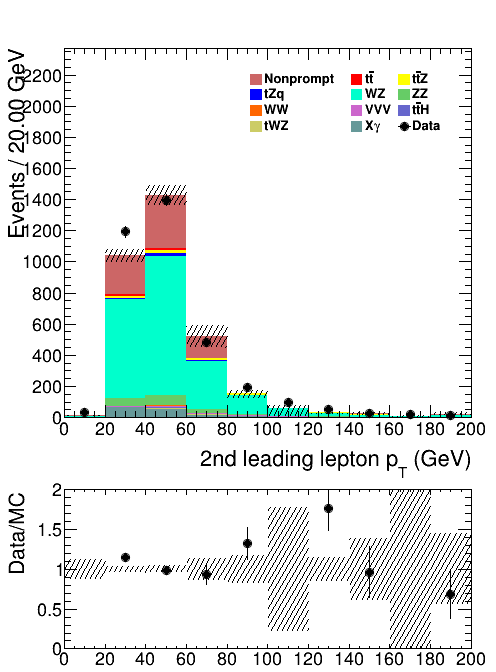 Events / 20.00 GeV
2200
2000
1800
1600
1400
1200
1000
800
600
400
200
0
Nonprompt tt̄ tt̄Z
tZq WZ ZZ
WW VVV tt̄H
tWZ Xγ Data
0 20 40 60 80 100 120 140 160 180 200
2nd leading lepton p_T (GeV)
Data/MC
2
1.5
1
0.5
0
0 20 40 60 80 100 120 140 160 180 200